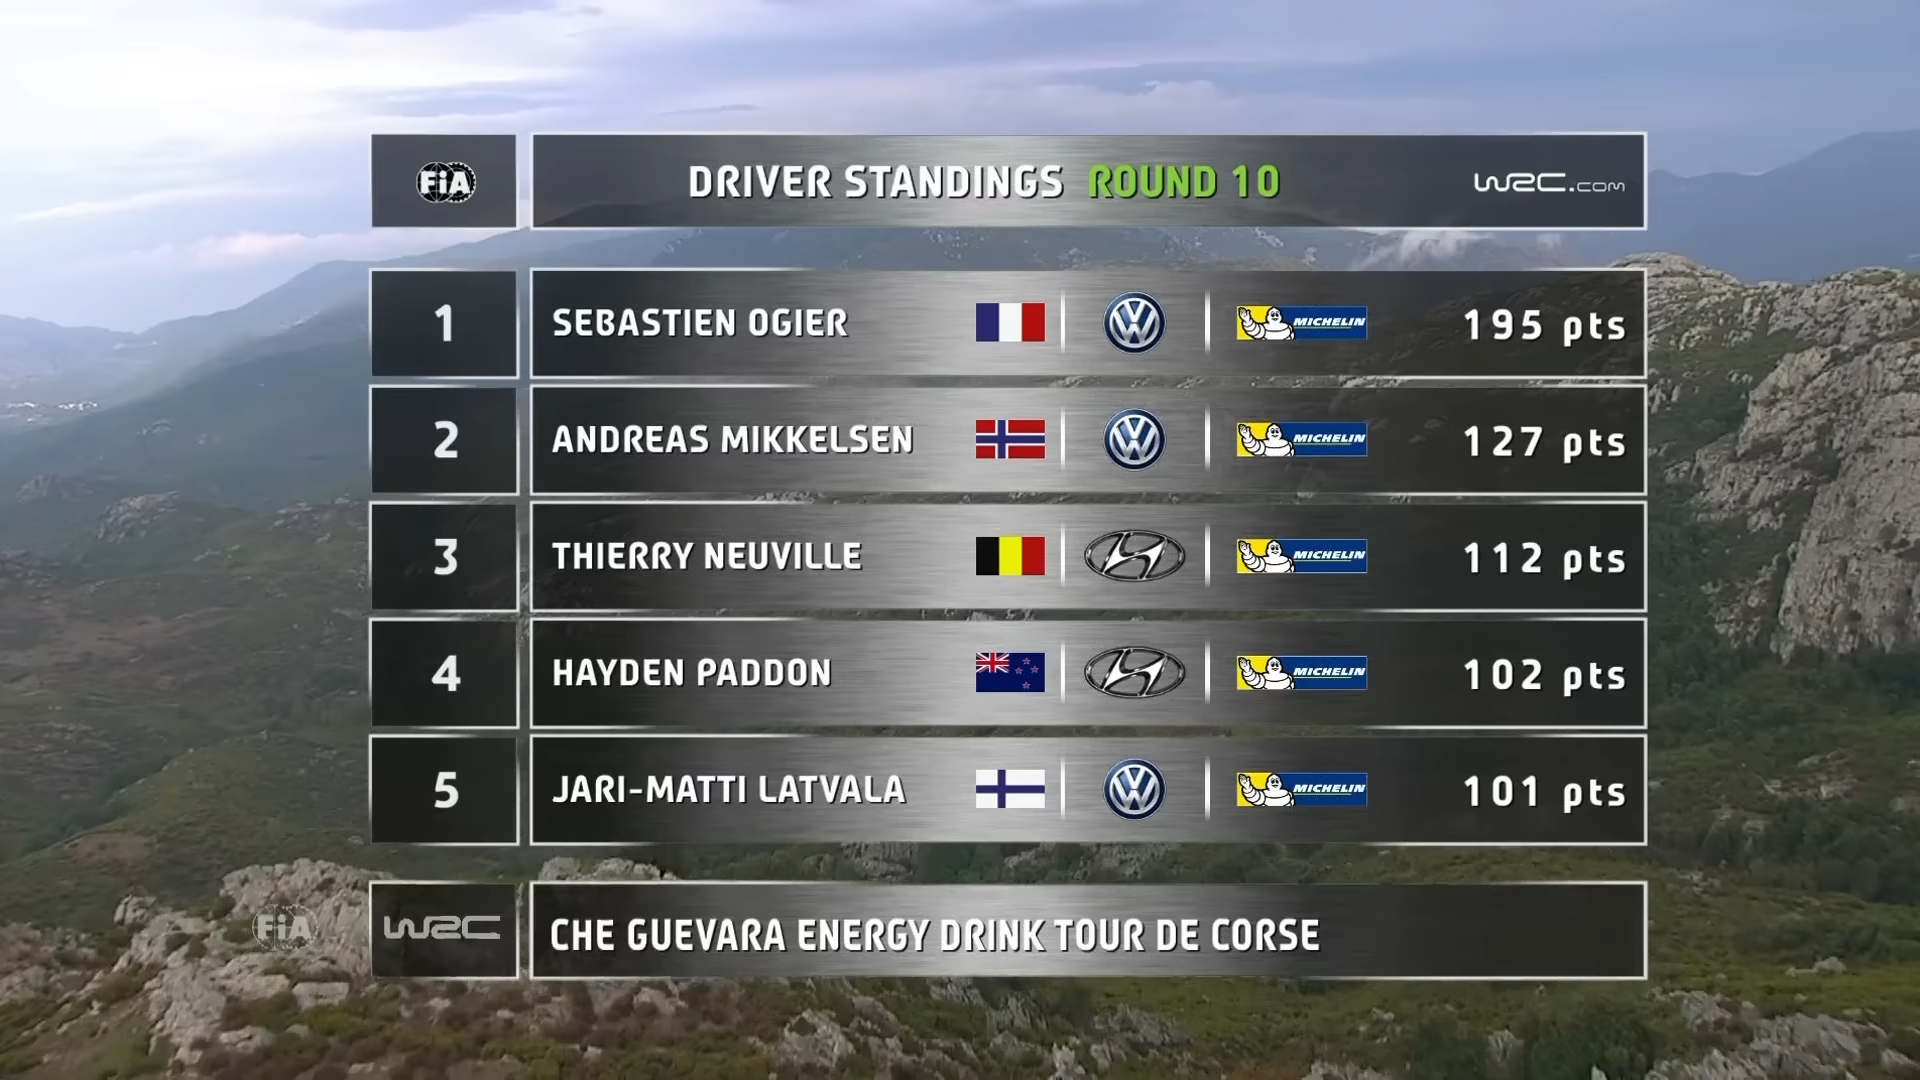 FiA
DRIVER STANDINGS ROUND 10
WRC.COM
1 SEBASTIEN OGIER MICHELIN 195 pts
2 ANDREAS MIKKELSEN MICHELIN 127 pts
3 THIERRY NEUVILLE MICHELIN 112 pts
4 HAYDEN PADDON MICHELIN 102 pts
5 JARI-MATTI LATVALA MICHELIN 101 pts
FiA
WRC CHE GUEVARA ENERGY DRINK TOUR DE CORSE